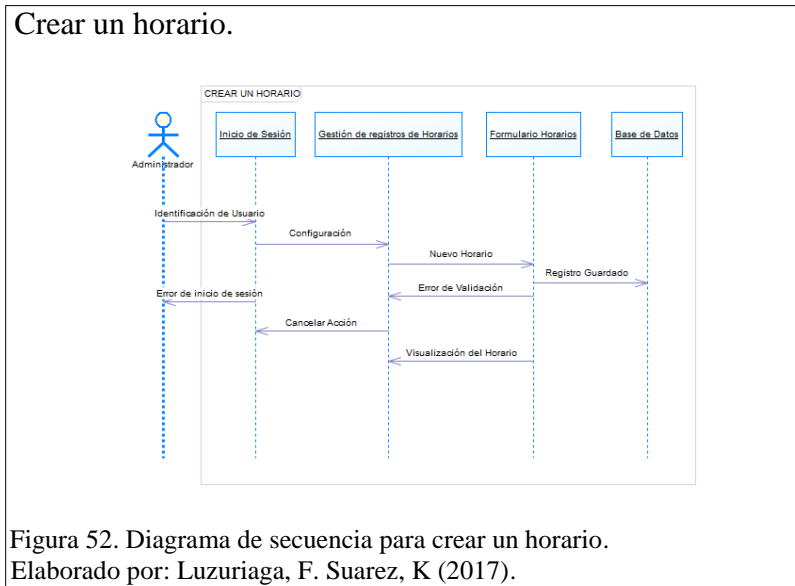 Crear un horario.
CREAR UN HORARIO
Administrador
Inicio de Sesión
Gestión de registros de Horarios
Formulario Horarios
Base de Datos
Identificación de Usuario
Configuración
Nuevo Horario
Registro Guardado
Error de Validación
Error de inicio de sesión
Cancelar Acción
Visualización del Horario
Figura 52. Diagrama de secuencia para crear un horario.
Elaborado por: Luzuriaga, F. Suarez, K (2017).